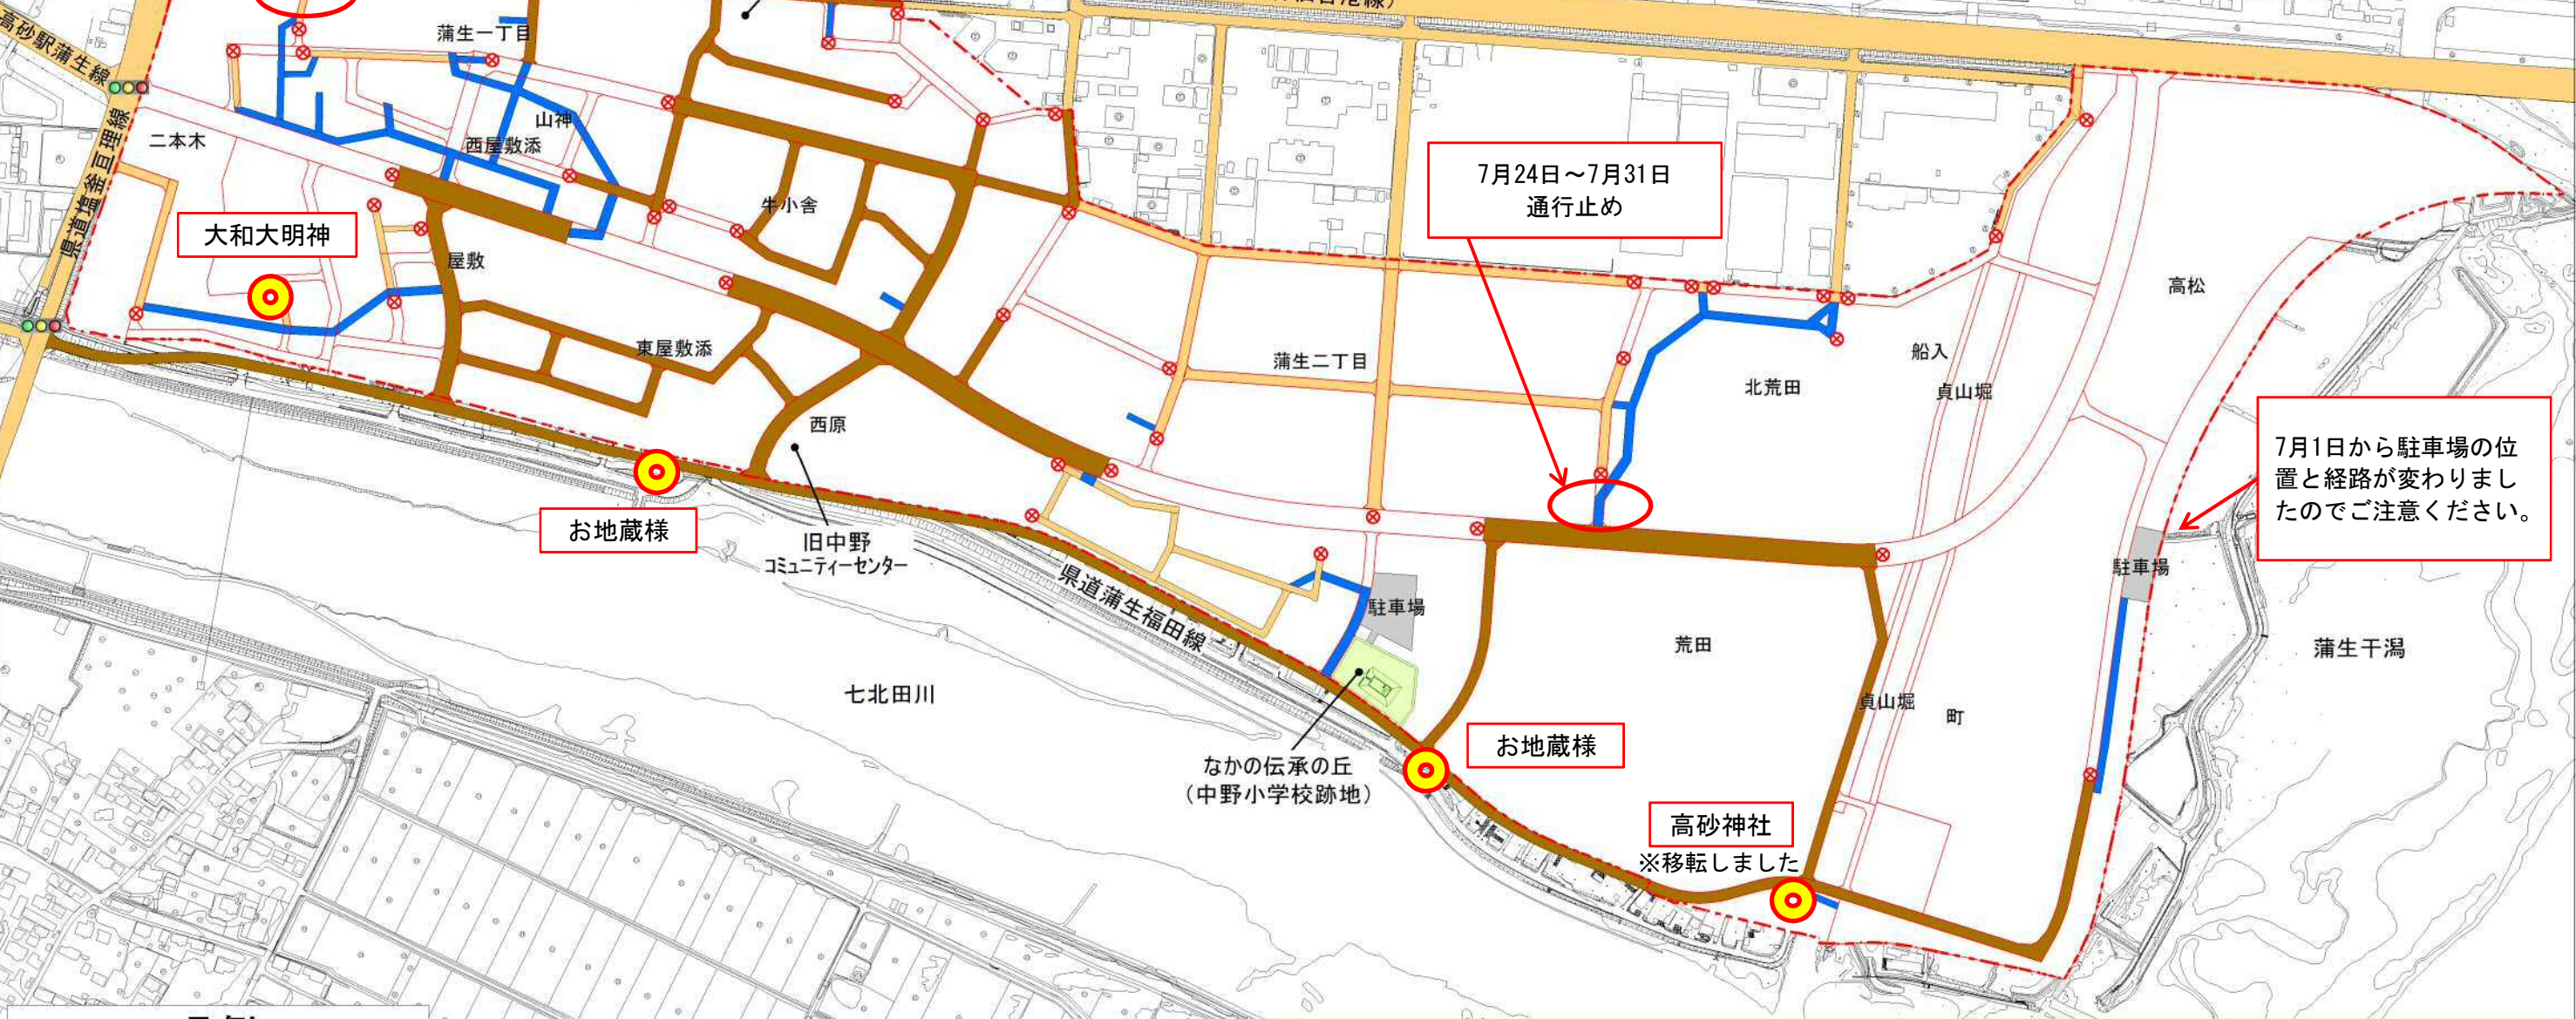 高砂駅蒲生線
蒲生一丁目
県道塩釜亘理線
二本木
山神
西屋敷添
大和大明神
屋敷
牛小舎
7月24日～7月31日
通行止め
高松
東屋敷添
蒲生二丁目
船入
北荒田
貞山堀
西原
7月1日から駐車場の位
置と経路が変わりまし
たのでご注意ください。
お地蔵様
旧中野
コミュニティーセンター
県道蒲生福田線
駐車場
駐車場
荒田
蒲生干潟
七北田川
貞山堀
町
お地蔵様
なかの伝承の丘
（中野小学校跡地）
高砂神社
※移転しました